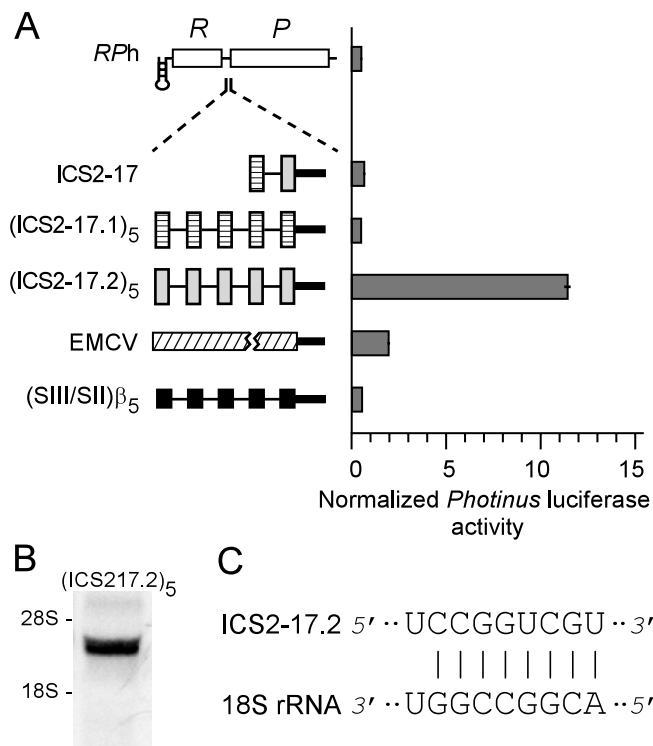 A
R P
RPh
ICS2-17
(ICS2-17.1)5
(ICS2-17.2)5
EMCV
(SIII/SII)β5
0 5 10 15
Normalized Photinus luciferase
activity
B
(ICS217.2)5
28S -
18S -
C
ICS2-17.2 5′ ··UCCGGUCGU··3′
18S rRNA 3′ ··UGGCCGGCA··5′